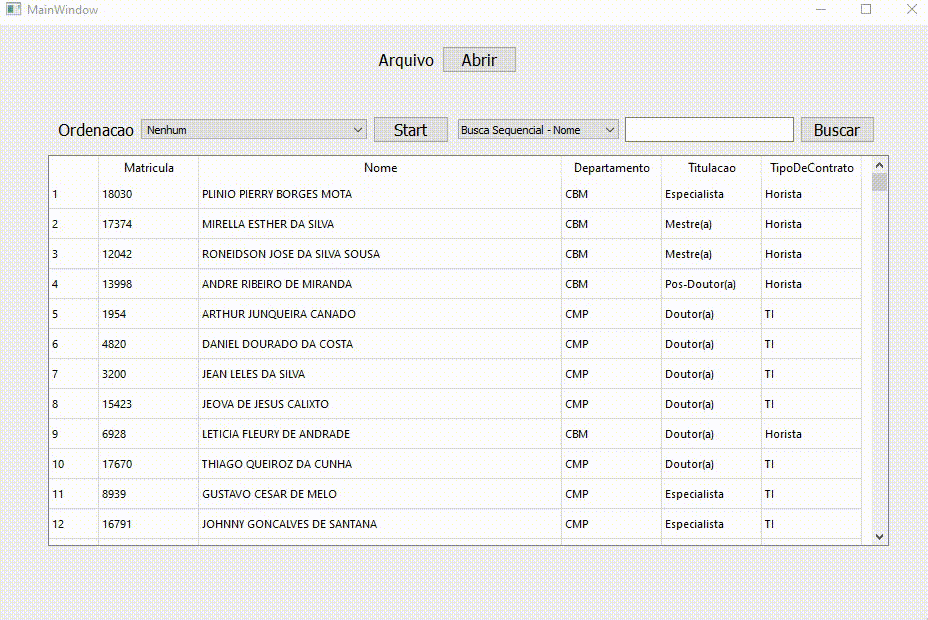 MainWindow
Arquivo Abrir
Ordenacao Nenhum Start Busca Sequencial - Nome Buscar
Matricula Nome Departamento Titulacao TipoDeContrato
1 18030 PLINIO PIERRY BORGES MOTA CBM Especialista Horista
2 17374 MIRELLA ESTHER DA SILVA CBM Mestre(a) Horista
3 12042 RONEIDSON JOSE DA SILVA SOUSA CBM Mestre(a) Horista
4 13998 ANDRE RIBEIRO DE MIRANDA CBM Pos-Doutor(a) Horista
5 1954 ARTHUR JUNQUEIRA CANADO CMP Doutor(a) TI
6 4820 DANIEL DOURADO DA COSTA CMP Doutor(a) TI
7 3200 JEAN LELES DA SILVA CMP Doutor(a) TI
8 15423 JEOVA DE JESUS CALIXTO CMP Doutor(a) TI
9 6928 LETICIA FLEURY DE ANDRADE CBM Doutor(a) Horista
10 17670 THIAGO QUEIROZ DA CUNHA CMP Doutor(a) TI
11 8939 GUSTAVO CESAR DE MELO CMP Especialista TI
12 16791 JOHNNY GONCALVES DE SANTANA CMP Especialista TI